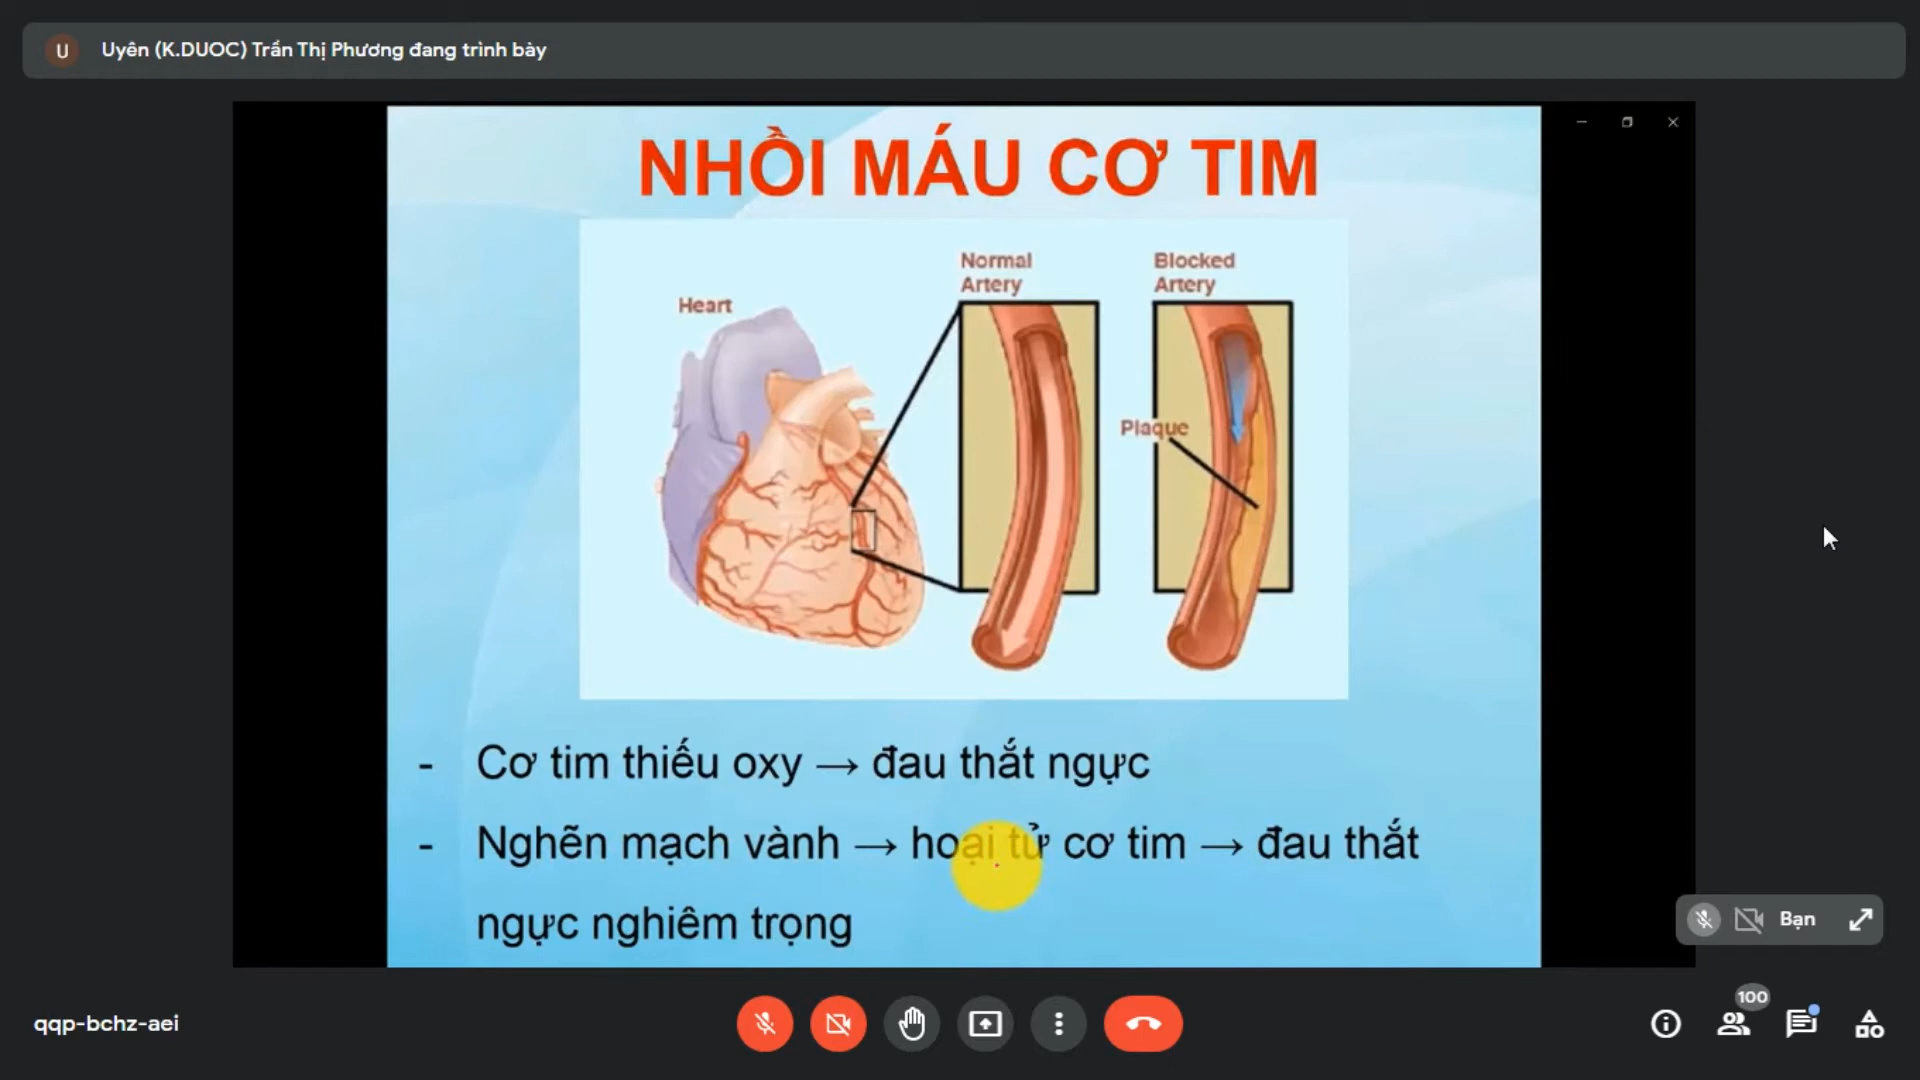 U
Uyên (K.DUOC) Trần Thị Phương đang trình bày
NHỒI MÁU CƠ TIM
Normal
Artery
Blocked
Artery
Heart
Plaque
- Cơ tim thiếu oxy → đau thắt ngực
- Nghẽn mạch vành → hoại tử cơ tim → đau thắt
ngực nghiêm trọng
Bạn
100
qqp-bchz-aei